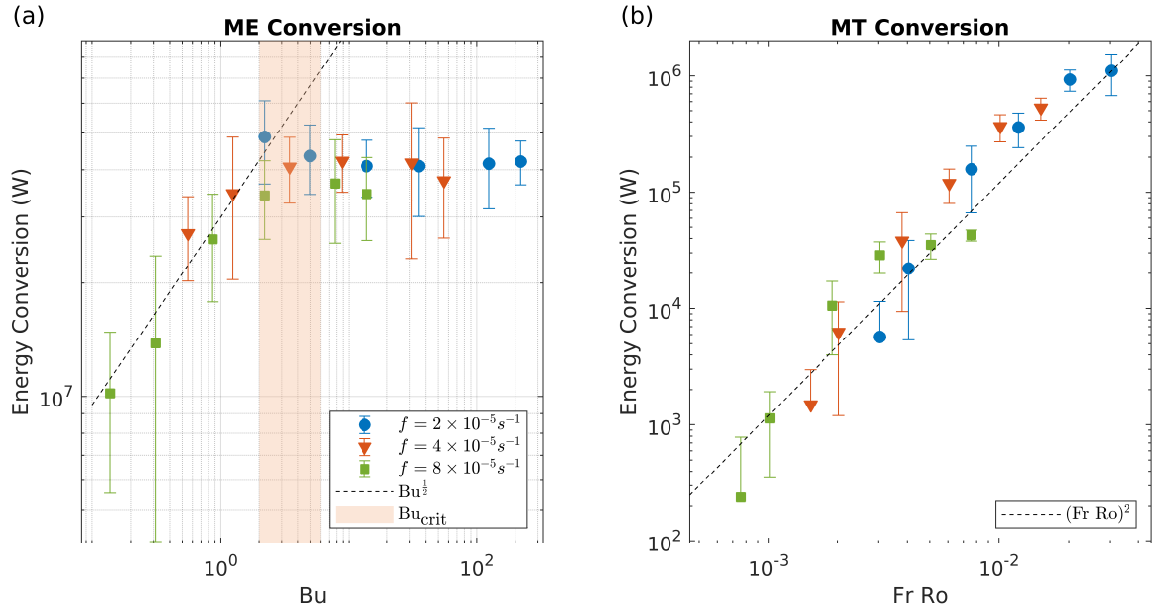 (a)
ME Conversion
Energy Conversion (W)
10^7
10^0
10^2
Bu
f = 2 × 10^{-5}s^{-1}
f = 4 × 10^{-5}s^{-1}
f = 8 × 10^{-5}s^{-1}
Bu^{1/2}
Bu_{crit}
(b)
MT Conversion
Energy Conversion (W)
10^6
10^5
10^4
10^3
10^2
10^{-3}
10^{-2}
Fr Ro
(Fr Ro)^2